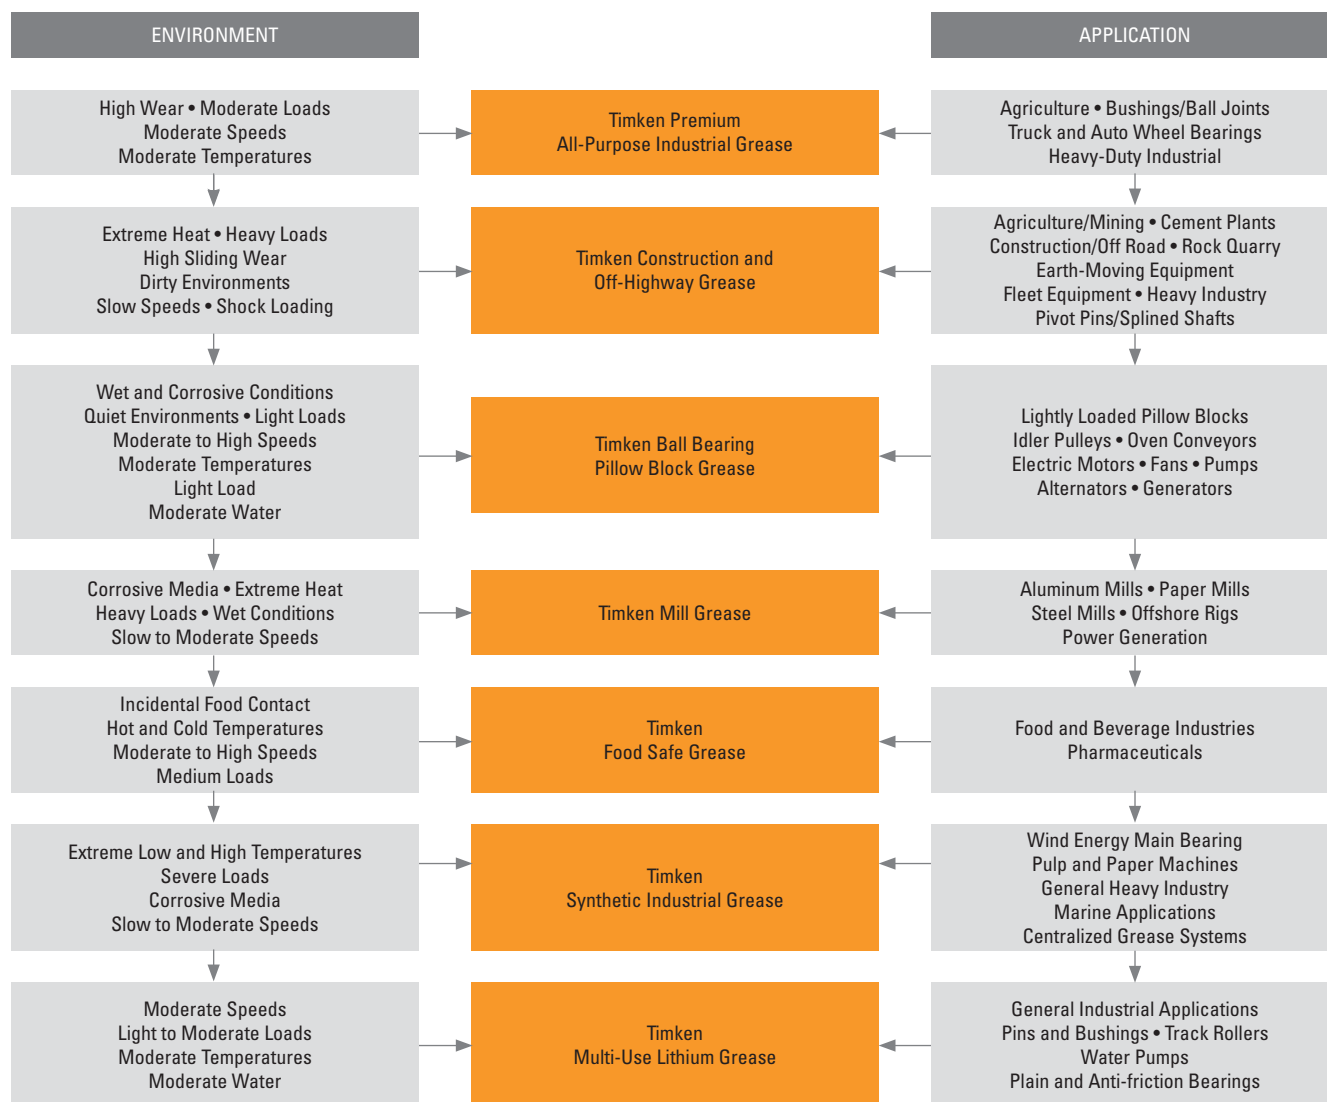 ENVIRONMENT
APPLICATION
High Wear • Moderate Loads
Moderate Speeds
Moderate Temperatures
Timken Premium
All-Purpose Industrial Grease
Agriculture • Bushings/Ball Joints
Truck and Auto Wheel Bearings
Heavy-Duty Industrial
Extreme Heat • Heavy Loads
High Sliding Wear
Dirty Environments
Slow Speeds • Shock Loading
Timken Construction and
Off-Highway Grease
Agriculture/Mining • Cement Plants
Construction/Off Road • Rock Quarry
Earth-Moving Equipment
Fleet Equipment • Heavy Industry
Pivot Pins/Splined Shafts
Wet and Corrosive Conditions
Quiet Environments • Light Loads
Moderate to High Speeds
Moderate Temperatures
Light Load
Moderate Water
Timken Ball Bearing
Pillow Block Grease
Lightly Loaded Pillow Blocks
Idler Pulleys • Oven Conveyors
Electric Motors • Fans • Pumps
Alternators • Generators
Corrosive Media • Extreme Heat
Heavy Loads • Wet Conditions
Slow to Moderate Speeds
Timken Mill Grease
Aluminum Mills • Paper Mills
Steel Mills • Offshore Rigs
Power Generation
Incidental Food Contact
Hot and Cold Temperatures
Moderate to High Speeds
Medium Loads
Timken
Food Safe Grease
Food and Beverage Industries
Pharmaceuticals
Extreme Low and High Temperatures
Severe Loads
Corrosive Media
Slow to Moderate Speeds
Timken
Synthetic Industrial Grease
Wind Energy Main Bearing
Pulp and Paper Machines
General Heavy Industry
Marine Applications
Centralized Grease Systems
Moderate Speeds
Light to Moderate Loads
Moderate Temperatures
Moderate Water
Timken
Multi-Use Lithium Grease
General Industrial Applications
Pins and Bushings • Track Rollers
Water Pumps
Plain and Anti-friction Bearings